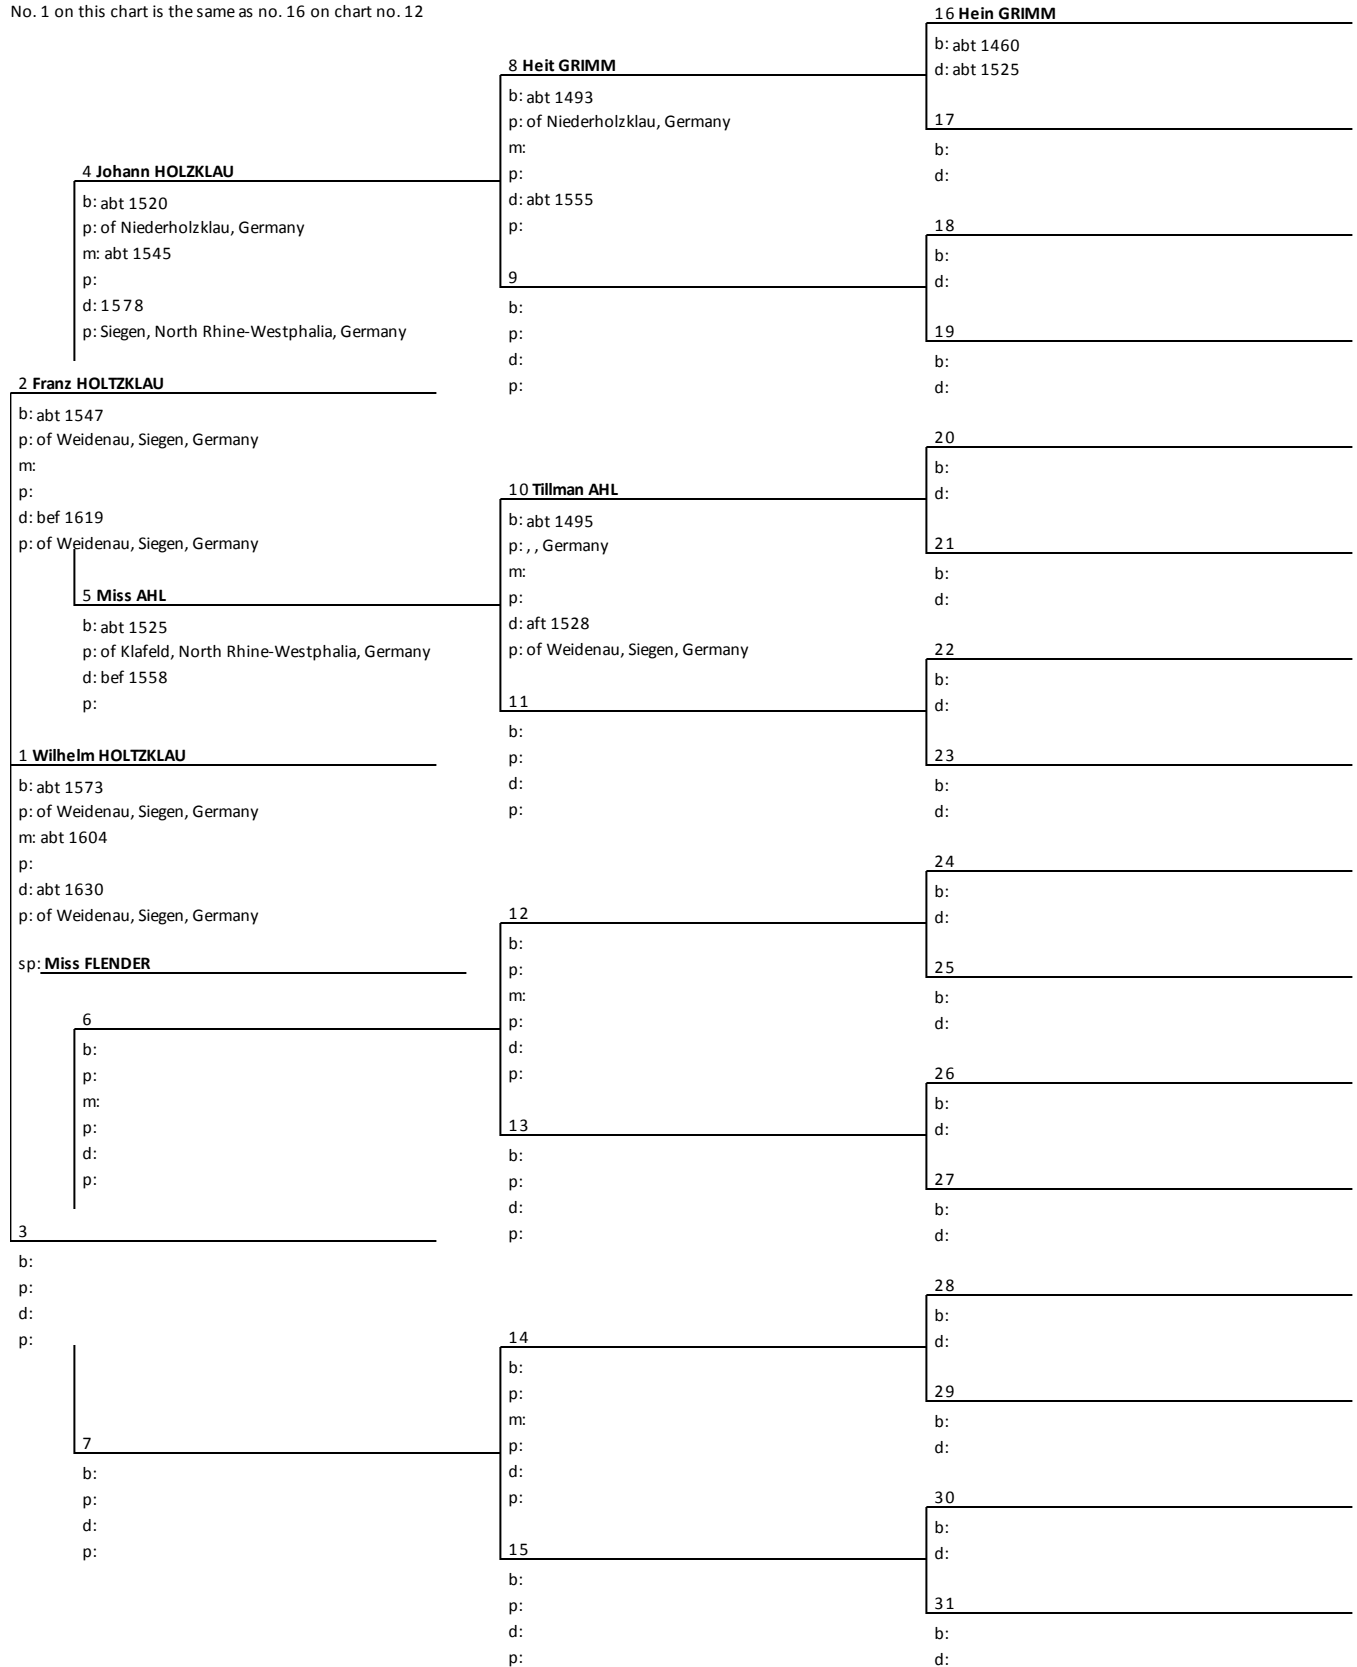 No. 1 on this chart is the same as no. 16 on chart no. 12
16 Hein GRIMM
b: abt 1460
d: abt 1525
8 Heit GRIMM
b: abt 1493
p: of Niederholzklau, Germany
m:
p:
d: abt 1555
p:
17
b:
d:
4 Johann HOLZKLAU
b: abt 1520
p: of Niederholzklau, Germany
m: abt 1545
p:
d: 1578
p: Siegen, North Rhine-Westphalia, Germany
18
b:
d:
9
b:
p:
d:
p:
19
b:
d:
2 Franz HOLTZKLAU
b: abt 1547
p: of Weidenau, Siegen, Germany
m:
p:
d: bef 1619
p: of Weidenau, Siegen, Germany
20
b:
d:
10 Tillman AHL
b: abt 1495
p: , , Germany
m:
p:
d: aft 1528
p: of Weidenau, Siegen, Germany
21
b:
d:
5 Miss AHL
b: abt 1525
p: of Klafeld, North Rhine-Westphalia, Germany
d: bef 1558
p:
22
b:
d:
11
b:
p:
d:
p:
23
b:
d:
1 Wilhelm HOLTZKLAU
b: abt 1573
p: of Weidenau, Siegen, Germany
m: abt 1604
p:
d: abt 1630
p: of Weidenau, Siegen, Germany
sp: Miss FLENDER
24
b:
d:
12
b:
p:
m:
p:
d:
p:
25
b:
d:
6
b:
p:
m:
p:
d:
p:
26
b:
d:
13
b:
p:
d:
p:
27
b:
d:
3
b:
p:
d:
p:
28
b:
d:
14
b:
p:
m:
p:
d:
p:
29
b:
d:
7
b:
p:
d:
p:
30
b:
d:
15
b:
p:
d:
p:
31
b:
d: